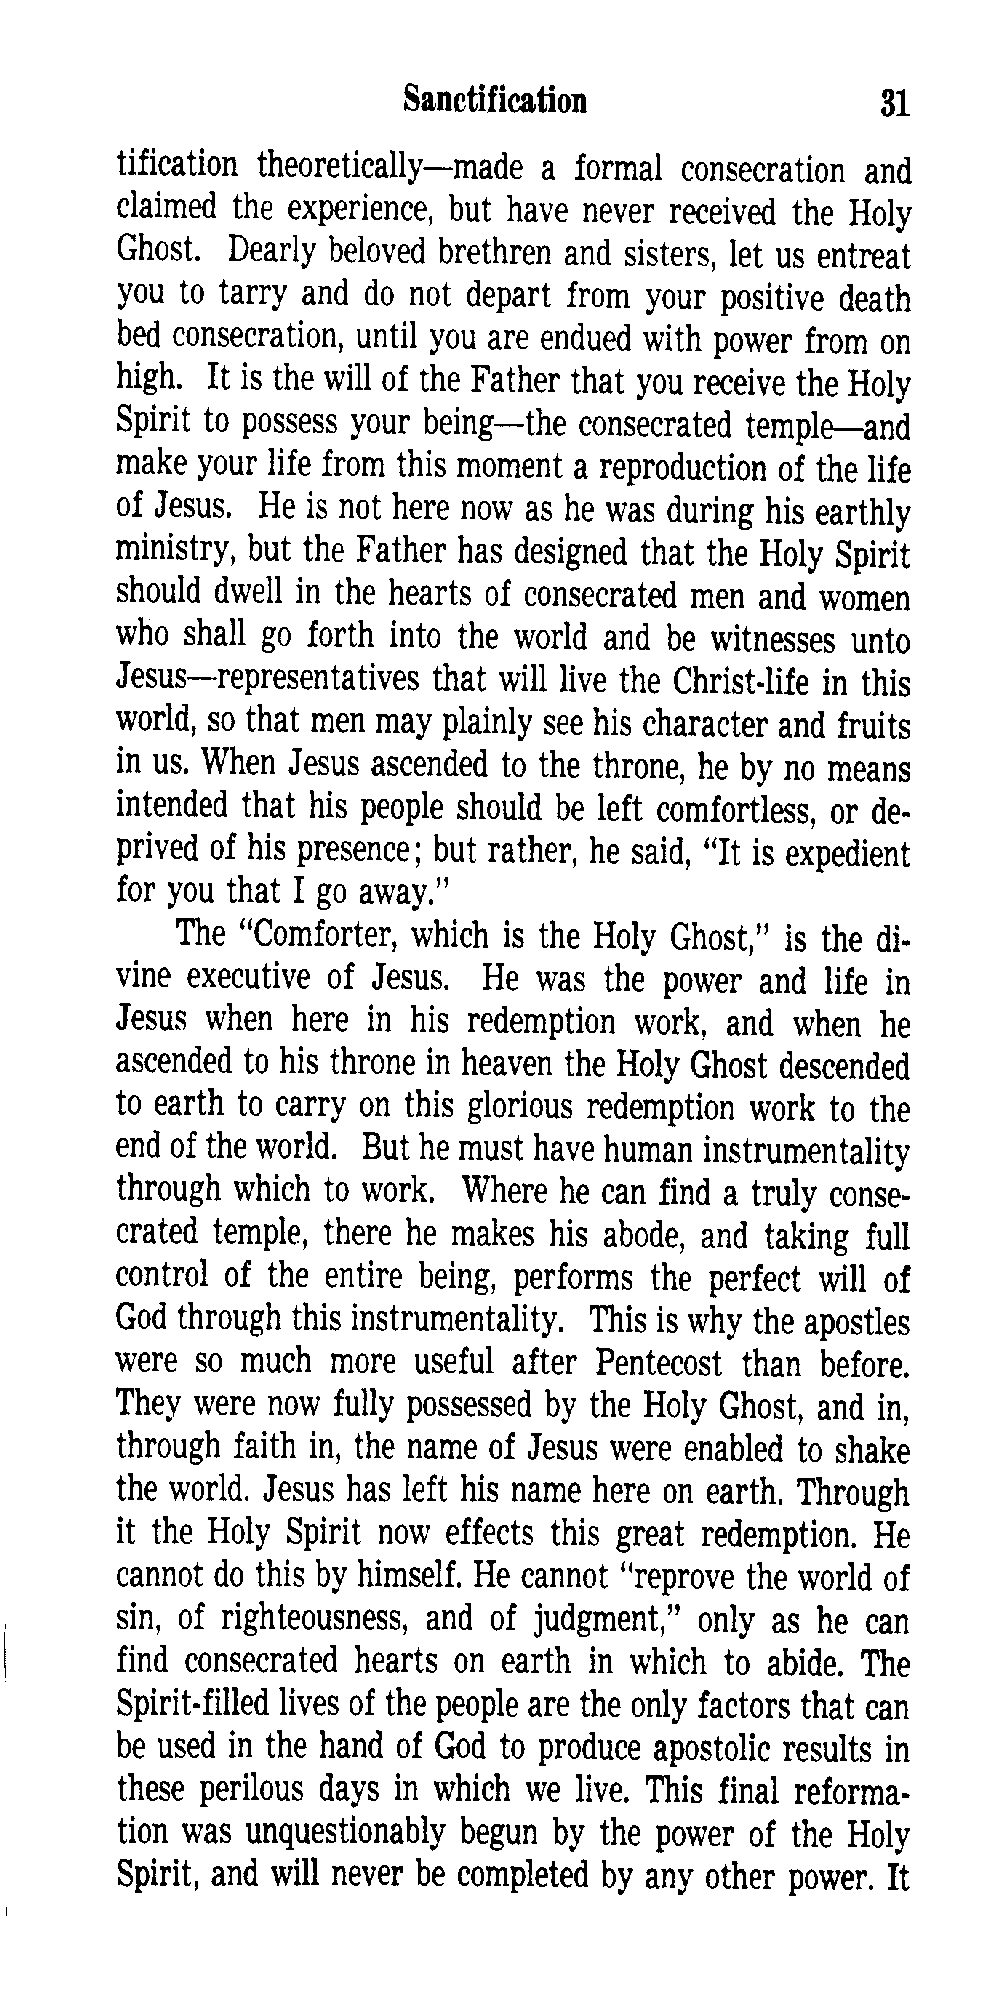 Sanctification 31
tification theoretically—made a formal consecration and
claimed the experience, but have never received the Holy
Ghost. Dearly beloved brethren and sisters, let us entreat
you to tarry and do not depart from your positive death
bed consecration, until you are endued with power from on
high. It is the will of the Father that you receive the Holy
Spirit to possess your being—the consecrated temple—and
make your life from this moment a reproduction of the life
of Jesus. He is not here now as he was during his earthly
ministry, but the Father has designed that the Holy Spirit
should dwell in the hearts of consecrated men and women
who shall go forth into the world and be witnesses unto
Jesus—representatives that will live the Christ-life in this
world, so that men may plainly see his character and fruits
in us. When Jesus ascended to the throne, he by no means
intended that his people should be left comfortless, or de-
prived of his presence; but rather, he said, "It is expedient
for you that I go away."
The "Comforter, which is the Holy Ghost," is the di-
vine executive of Jesus. He was the power and life in
Jesus when here in his redemption work, and when he
ascended to his throne in heaven the Holy Ghost descended
to earth to carry on this glorious redemption work to the
end of the world. But he must have human instrumentality
through which to work. Where he can find a truly conse-
crated temple, there he makes his abode, and taking full
control of the entire being, performs the perfect will of
God through this instrumentality. This is why the apostles
were so much more useful after Pentecost than before.
They were now fully possessed by the Holy Ghost, and in,
through faith in, the name of Jesus were enabled to shake
the world. Jesus has left his name here on earth. Through
it the Holy Spirit now effects this great redemption. He
cannot do this by himself. He cannot "reprove the world of
sin, of righteousness, and of judgment," only as he can
find consecrated hearts on earth in which to abide. The
Spirit-filled lives of the people are the only factors that can
be used in the hand of God to produce apostolic results in
these perilous days in which we live. This final reforma-
tion was unquestionably begun by the power of the Holy
Spirit, and will never be completed by any other power. It